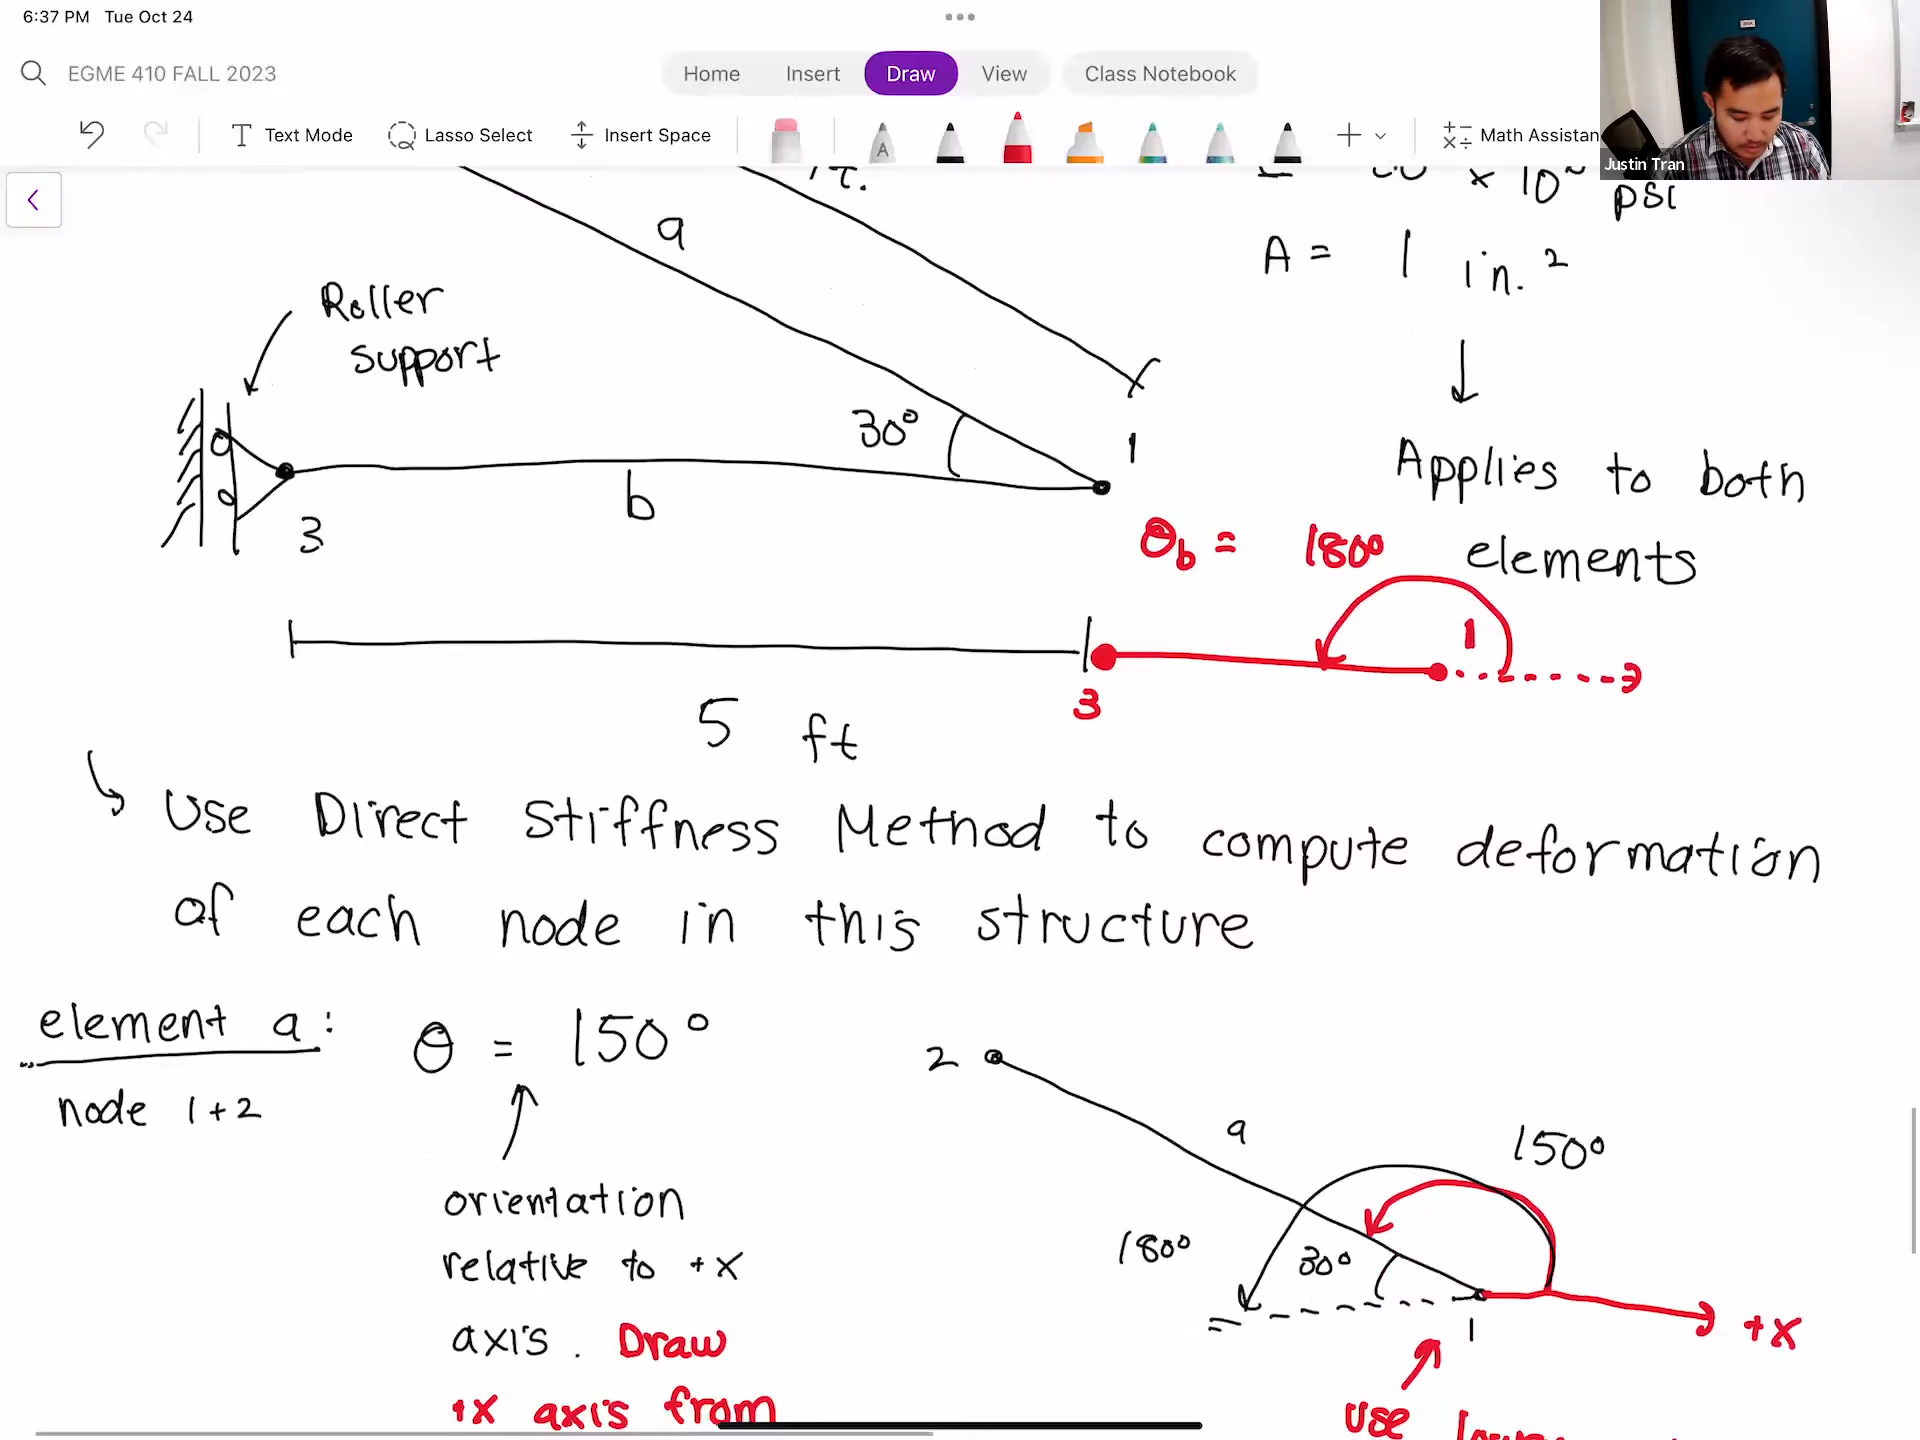 6:37 PM Tue Oct 24
EGME 410 FALL 2023
Home Insert Draw View Class Notebook
Text Mode Lasso Select Insert Space A Math Assistan
Justin Tran
x 10 psi
a
A = 1 in.²
Roller
support
30°
1
b
3
Applies to both
elements
θb = 180°
1
3
5 ft
Use Direct Stiffness Method to compute deformation
of each node in this structure
element a: θ = 150°
node 1+2
orientation
relative to +x
axis. Draw
+x axis from
2
a
150°
180°
30°
1
+x
use